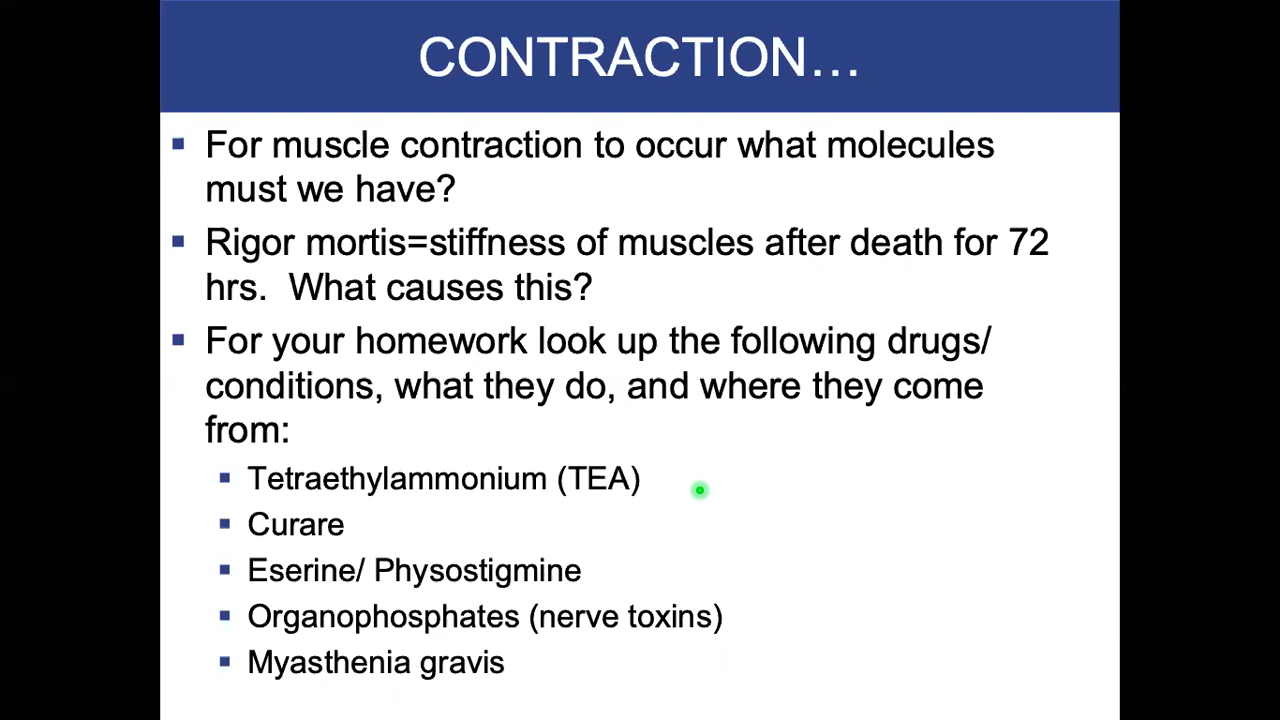 CONTRACTION…
▪ For muscle contraction to occur what molecules
must we have?
▪ Rigor mortis=stiffness of muscles after death for 72
hrs.  What causes this?
▪ For your homework look up the following drugs/
conditions, what they do, and where they come
from:
▪ Tetraethylammonium (TEA)
▪ Curare
▪ Eserine/ Physostigmine
▪ Organophosphates (nerve toxins)
▪ Myasthenia gravis